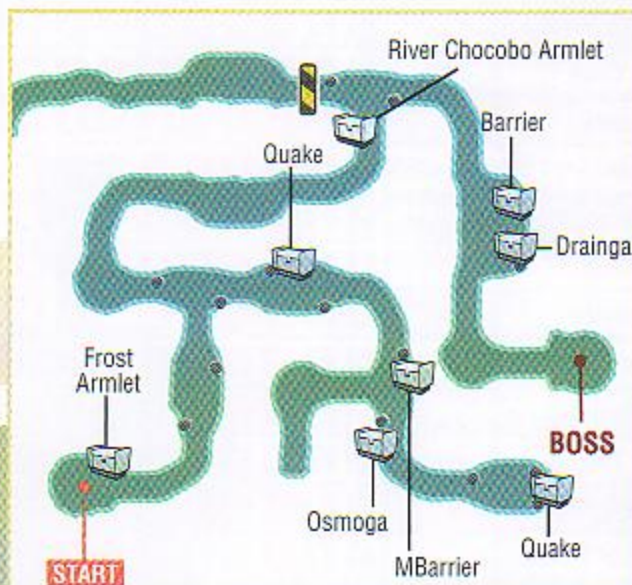 River Chocobo Armlet
Barrier
Quake
Drainga
Frost
Armlet
BOSS
Osmoga
MBarrier
Quake
START